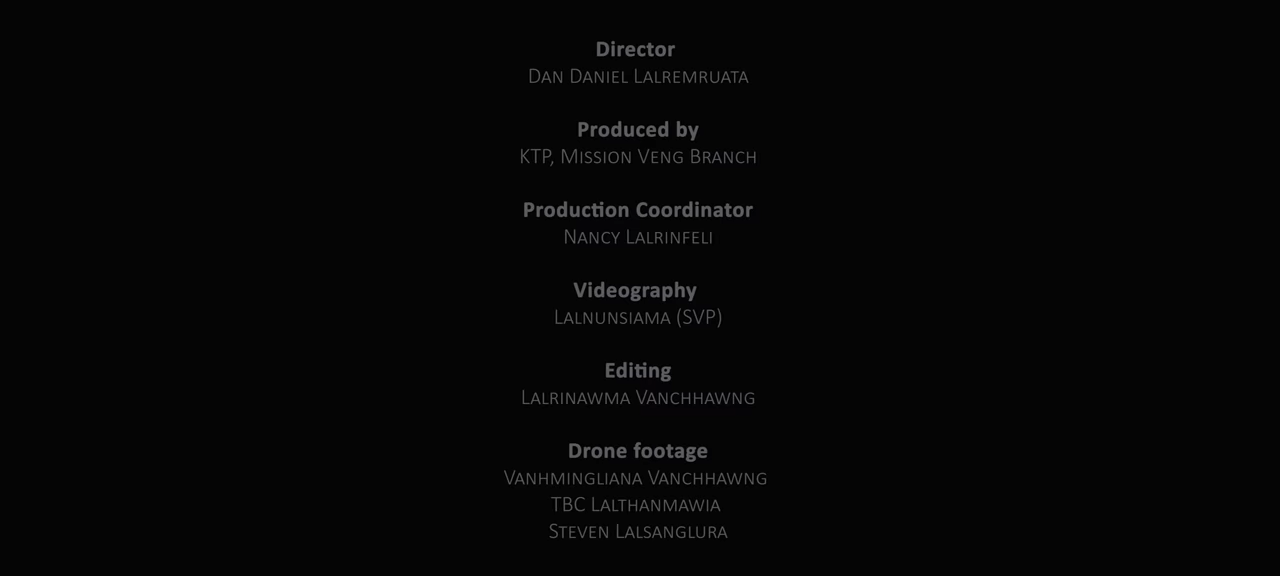 Director
Dan Daniel Lalremruata
Produced by
KTP, Mission Veng Branch
Production Coordinator
Nancy Lalrinfeli
Videography
Lalnunsiama (SVP)
Editing
Lalrinawma Vanchhawng
Drone footage
Vanhmingliana Vanchhawng
TBC Lalthanmawia
Steven Lalsanglura